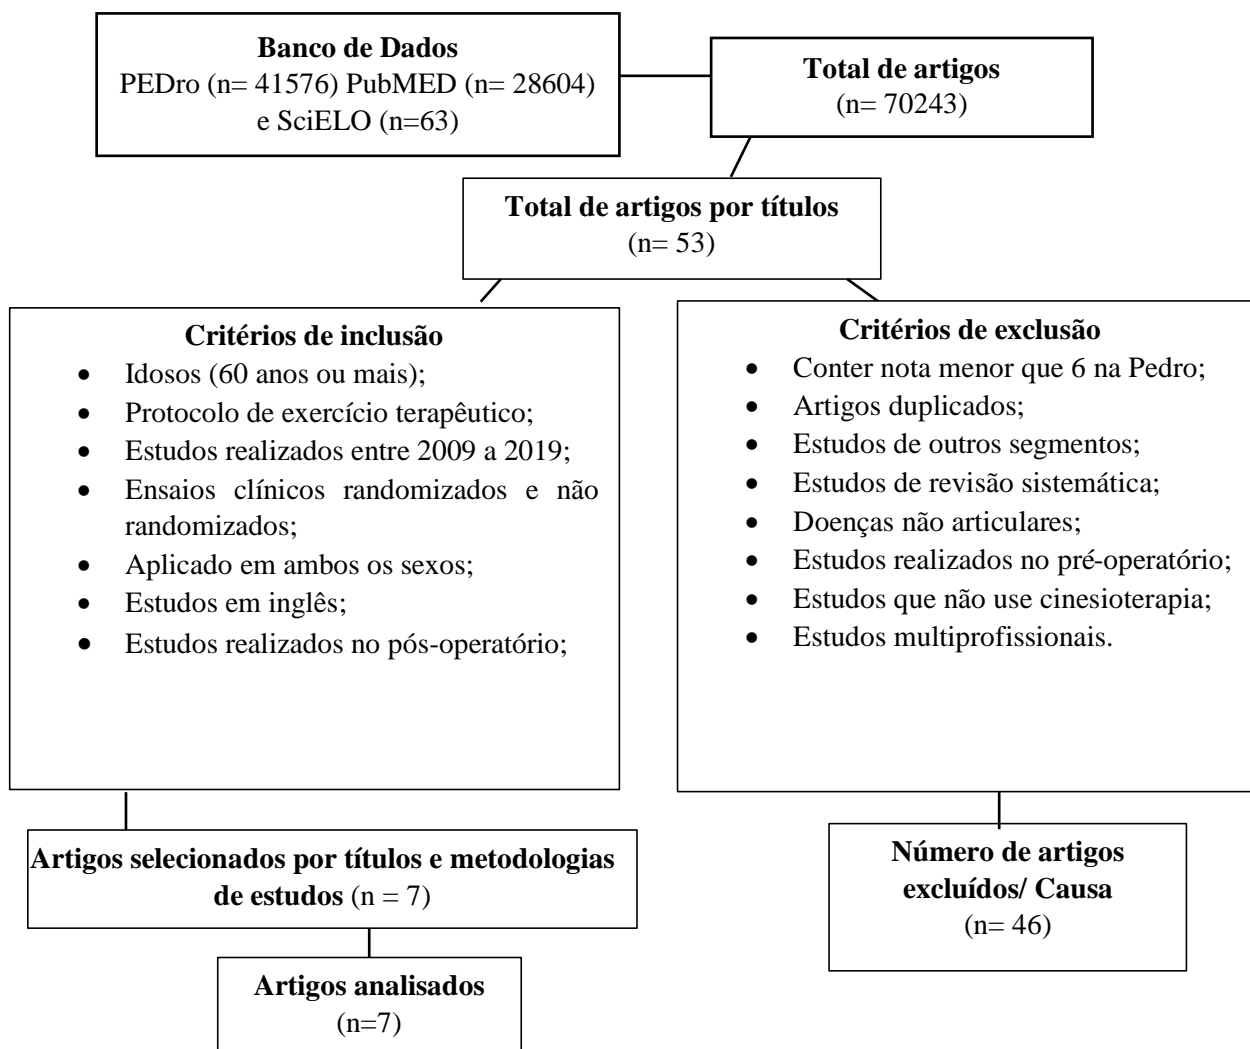 Banco de Dados
PEDro (n= 41576) PubMED (n= 28604)
e SciELO (n=63)
Total de artigos
(n= 70243)
Total de artigos por títulos
(n= 53)
Critérios de inclusão
• Idosos (60 anos ou mais);
• Protocolo de exercício terapêutico;
• Estudos realizados entre 2009 a 2019;
• Ensaios clínicos randomizados e não
randomizados;
• Aplicado em ambos os sexos;
• Estudos em inglês;
• Estudos realizados no pós-operatório;
Critérios de exclusão
• Conter nota menor que 6 na Pedro;
• Artigos duplicados;
• Estudos de outros segmentos;
• Estudos de revisão sistemática;
• Doenças não articulares;
• Estudos realizados no pré-operatório;
• Estudos que não use cinesioterapia;
• Estudos multiprofissionais.
Artigos selecionados por títulos e metodologias
de estudos (n = 7)
Número de artigos
excluídos/ Causa
(n= 46)
Artigos analisados
(n=7)